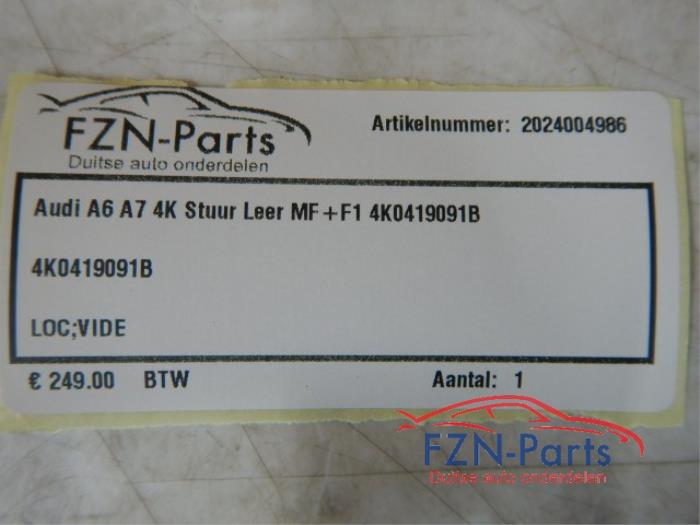 FZN-Parts
Duitse auto onderdelen
Artikelnummer: 2024004986
Audi A6 A7 4K Stuur Leer MF+F1 4K0419091B
4K0419091B
LOC;VIDE
€ 249.00 BTW Aantal: 1
FZN-Parts
Duitse auto onderdelen